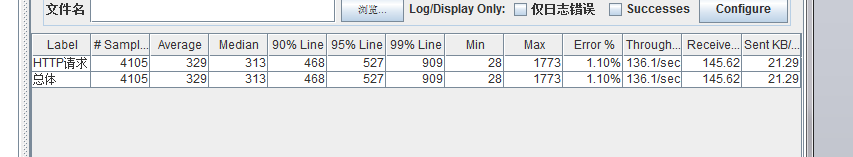 文件名 浏览... Log/Display Only: 仅日志错误 Successes Configure
Label # Sampl... Average Median 90% Line 95% Line 99% Line Min Max Error % Through... Receive... Sent KB/...
HTTP请求 4105 329 313 468 527 909 28 1773 1.10% 136.1/sec 145.62 21.29
总体 4105 329 313 468 527 909 28 1773 1.10% 136.1/sec 145.62 21.29